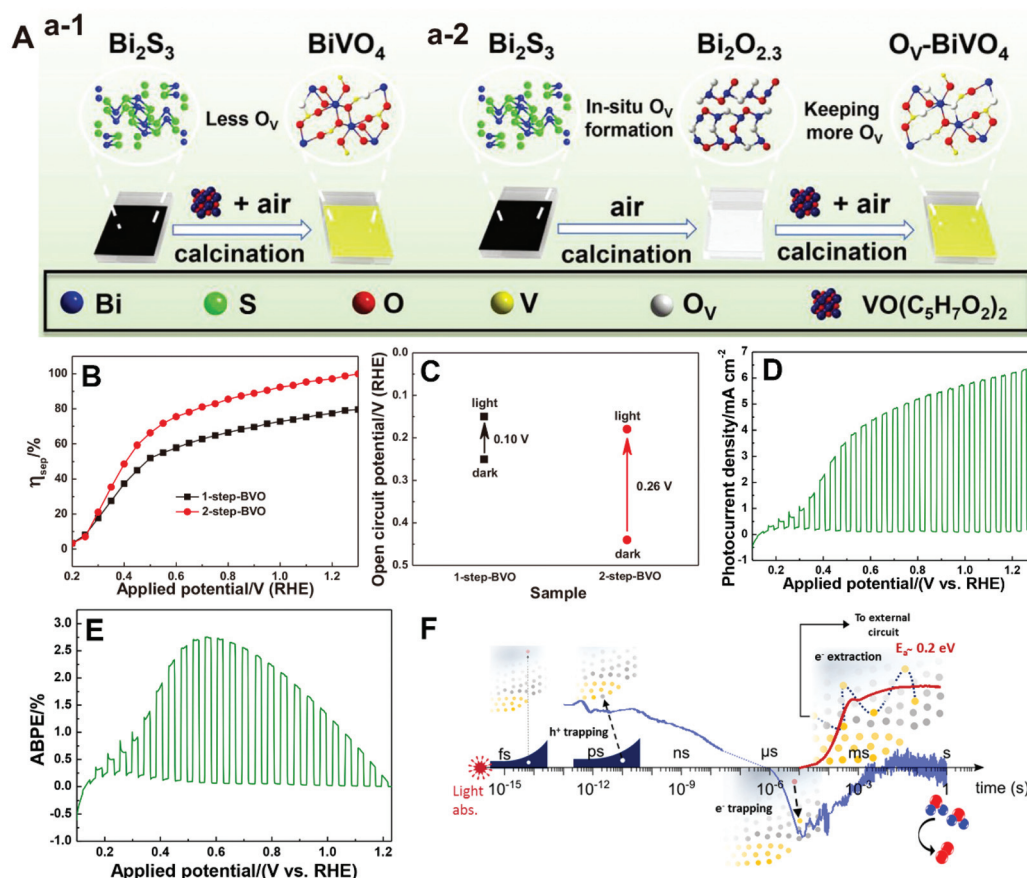 A a-1
Bi₂S₃
BiVO₄
a-2
Bi₂S₃
Bi₂O₂.₃
Oᵥ-BiVO₄
Less Oᵥ
In-situ Oᵥ
formation
Keeping
more Oᵥ
+ air
calcination
air
calcination
+ air
calcination
Bi
S
O
V
Oᵥ
VO(C₅H₇O₂)₂
B
100
80
60
40
20
0
ηsep/%
1-step-BVO
2-step-BVO
0.2 0.4 0.6 0.8 1.0 1.2
Applied potential/V (RHE)
C
0.0
0.1
0.2
0.3
0.4
0.5
Open circuit potential/V (RHE)
light
0.10 V
dark
light
0.26 V
dark
1-step-BVO 2-step-BVO
Sample
D
7
6
5
4
3
2
1
0
-1
Photocurrent density/mA cm⁻²
0.2 0.4 0.6 0.8 1.0 1.2
Applied potential/(V vs. RHE)
E
3.0
2.5
2.0
1.5
1.0
0.5
0.0
-0.5
-1.0
ABPE/%
0.2 0.4 0.6 0.8 1.0 1.2
Applied potential/(V vs. RHE)
F
To external
circuit
Eₐ~ 0.2 eV
e⁻ extraction
h⁺ trapping
fs
ps
ns
μs
ms
s
Light
abs.
10⁻¹⁵
10⁻¹²
10⁻⁹
10⁻⁶
10⁻³
1
time (s)
e⁻ trapping